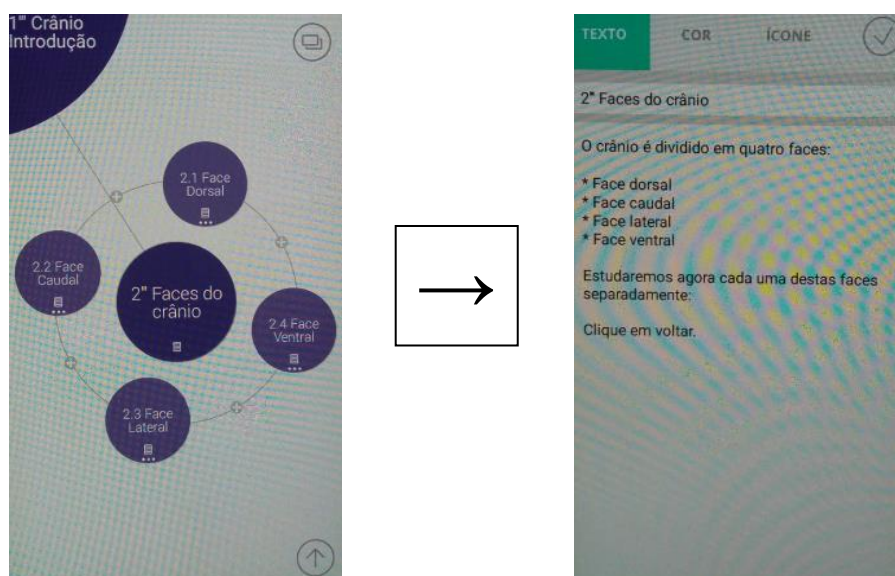 1" Crânio
Introdução
2.1 Face
Dorsal
2.2 Face
Caudal
2" Faces do
crânio
2.4 Face
Ventral
2.3 Face
Lateral
→
TEXTO COR ÍCONE
2" Faces do crânio
O crânio é dividido em quatro faces:
* Face dorsal
* Face caudal
* Face lateral
* Face ventral
Estudaremos agora cada uma destas faces
separadamente:
Clique em voltar.